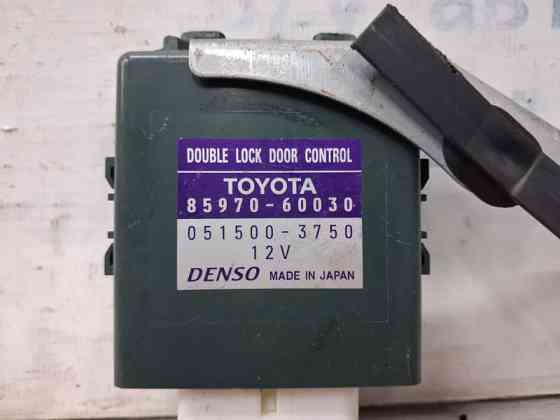 DOUBLE LOCK DOOR CONTROL
TOYOTA
85970-60030
051500-3750
12V
DENSO MADE IN JAPAN